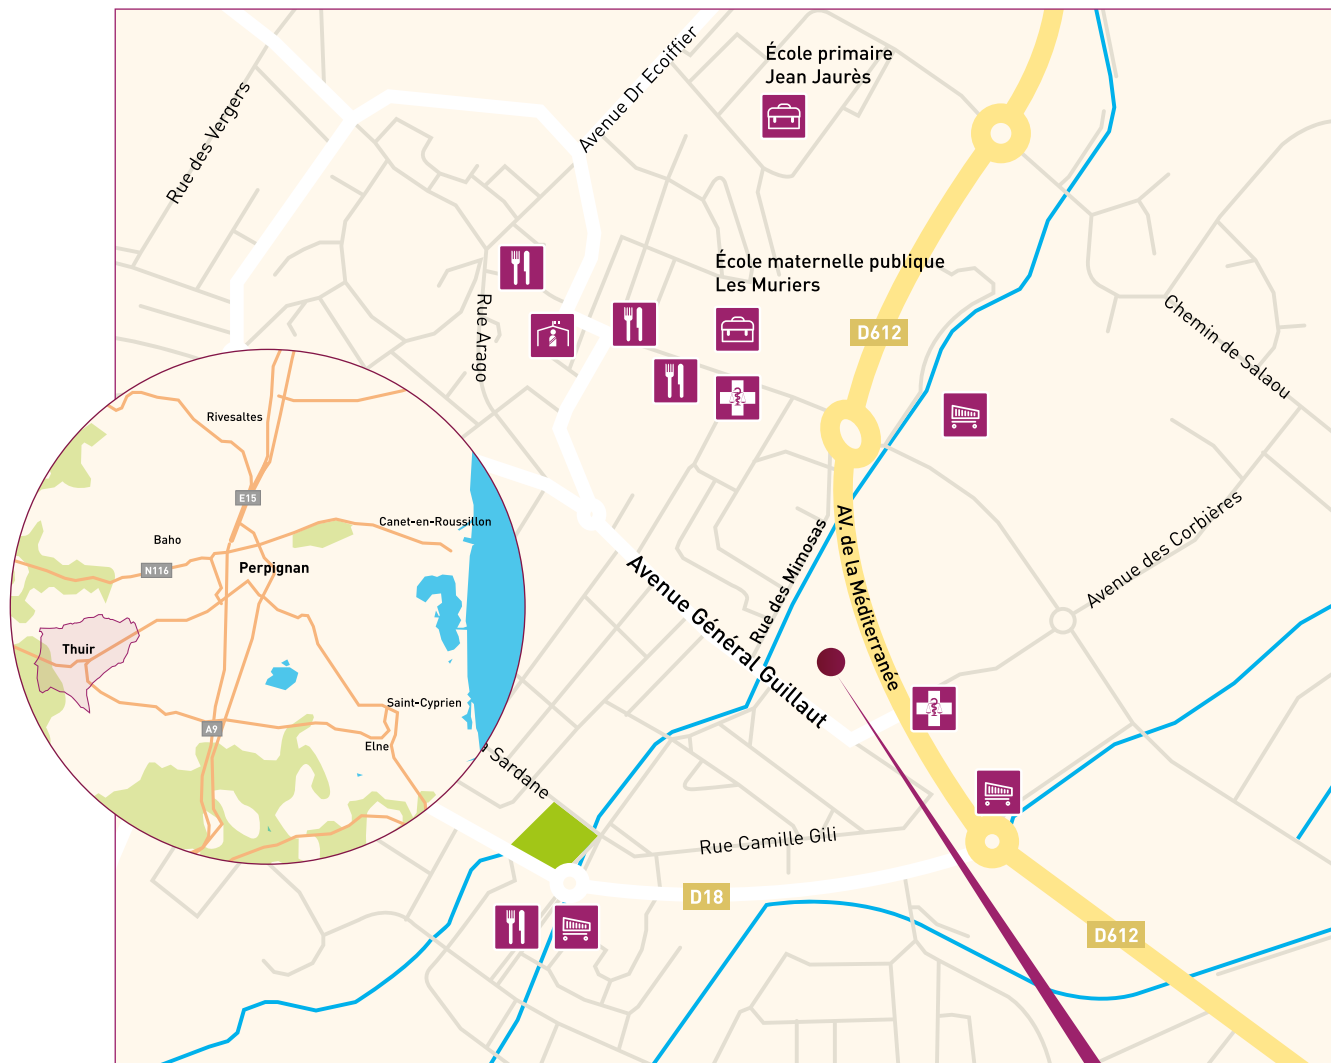 École primaire
Jean Jaurès
Avenue Dr Ecoiffier
Rue des Vergers
École maternelle publique
Les Muriers
Rue Arago
D612
Chemin de Salaou
Rivesaltes
E15
Canet-en-Roussillon
Baho
N116
Perpignan
Thuir
Saint-Cyprien
A9
Elne
Avenue des Corbières
AV. de la Méditerranée
Rue des Mimosas
Avenue Général Guillaut
Sardane
Rue Camille Gili
D18
D612